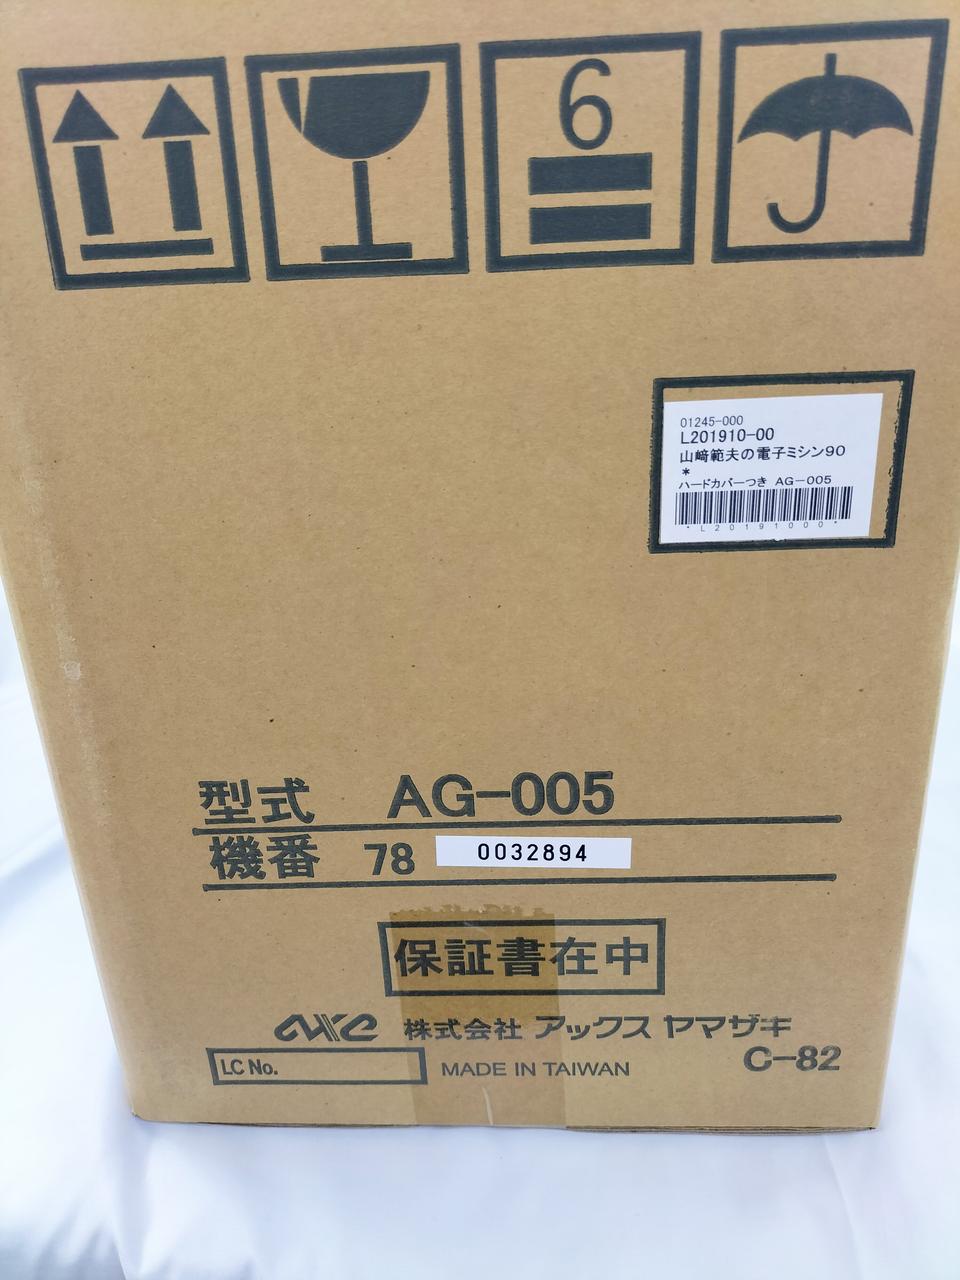 6
01245-000
L201910-00
山﨑範夫の電子ミシン90
*
ハードカバーつき AG-005
*L20191000*
型式 AG-005
機番 78 0032894
保証書在中
axe 株式会社 アックス ヤマザキ
C-82
LC No. MADE IN TAIWAN